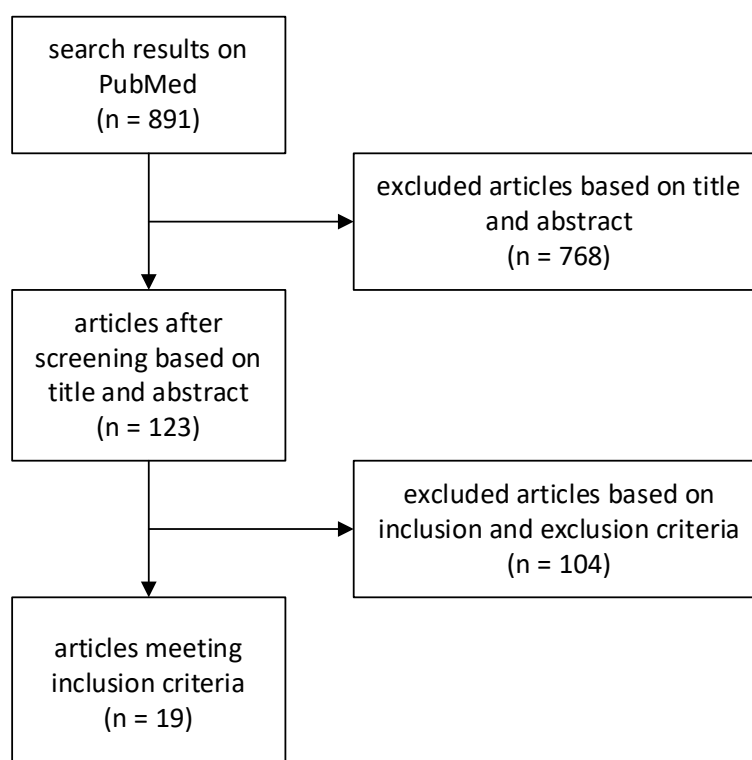 search results on
PubMed
(n = 891)
excluded articles based on title
and abstract
(n = 768)
articles after
screening based on
title and abstract
(n = 123)
excluded articles based on
inclusion and exclusion criteria
(n = 104)
articles meeting
inclusion criteria
(n = 19)